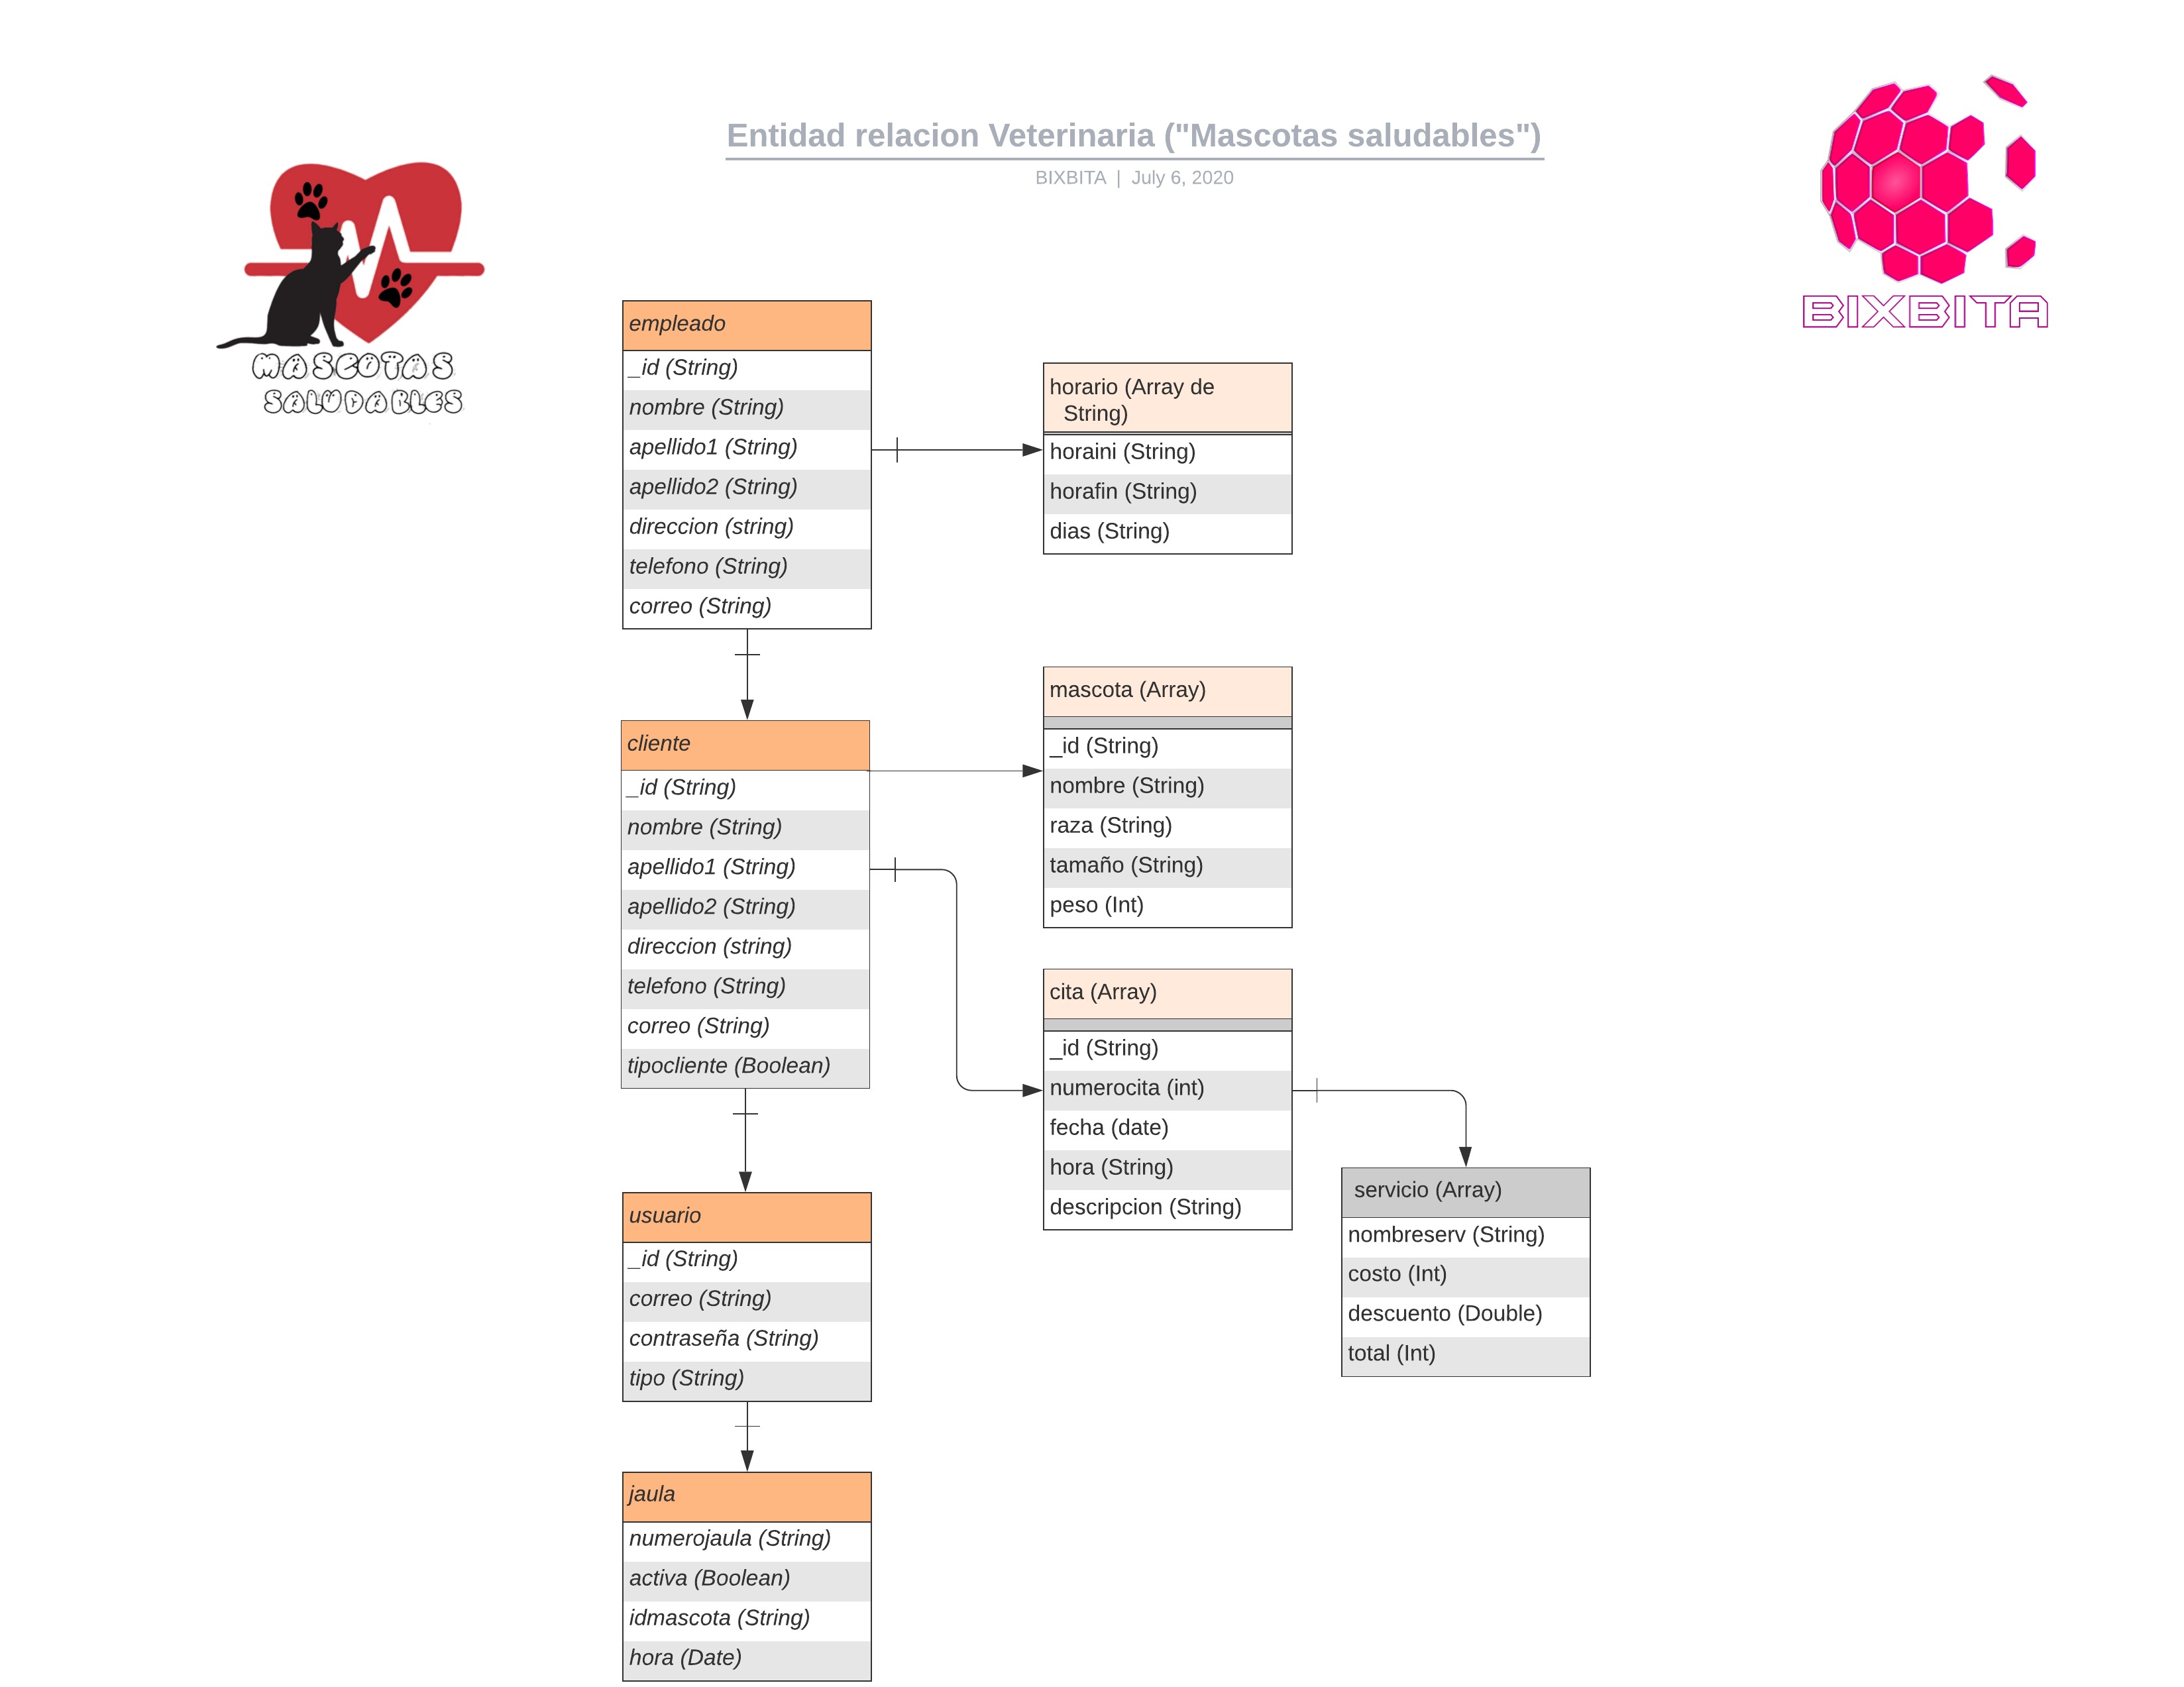 Entidad relacion Veterinaria ("Mascotas saludables")
BIXBITA | July 6, 2020
MASCOTAS
SALUDABLES
BIXBITA
empleado
_id (String)
nombre (String)
apellido1 (String)
apellido2 (String)
direccion (string)
telefono (String)
correo (String)
horario (Array de
String)
horaini (String)
horafin (String)
dias (String)
cliente
_id (String)
nombre (String)
apellido1 (String)
apellido2 (String)
direccion (string)
telefono (String)
correo (String)
tipocliente (Boolean)
mascota (Array)
_id (String)
nombre (String)
raza (String)
tamaño (String)
peso (Int)
cita (Array)
_id (String)
numerocita (int)
fecha (date)
hora (String)
descripcion (String)
servicio (Array)
nombreserv (String)
costo (Int)
descuento (Double)
total (Int)
usuario
_id (String)
correo (String)
contraseña (String)
tipo (String)
jaula
numerojaula (String)
activa (Boolean)
idmascota (String)
hora (Date)